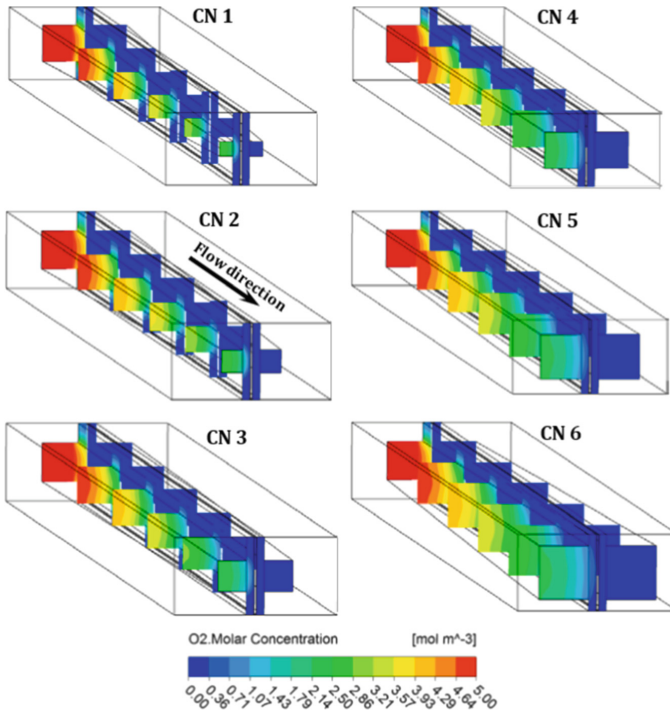 CN 1
CN 4
CN 2
Flow direction
CN 5
CN 3
CN 6
O2.Molar Concentration [mol m^-3]
0.00 0.36 0.71 1.07 1.43 1.79 2.14 2.50 2.86 3.21 3.57 3.93 4.29 4.64 5.00